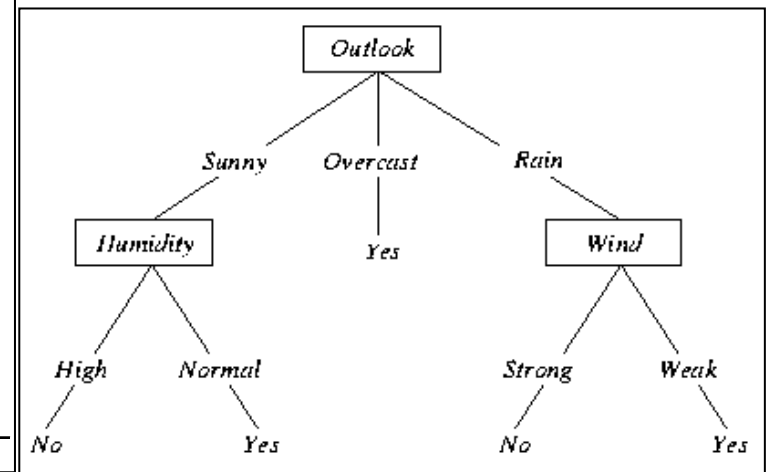 Outlook
Sunny Overcast Rain
Humidity Yes Wind
High Normal Strong Weak
No Yes No Yes